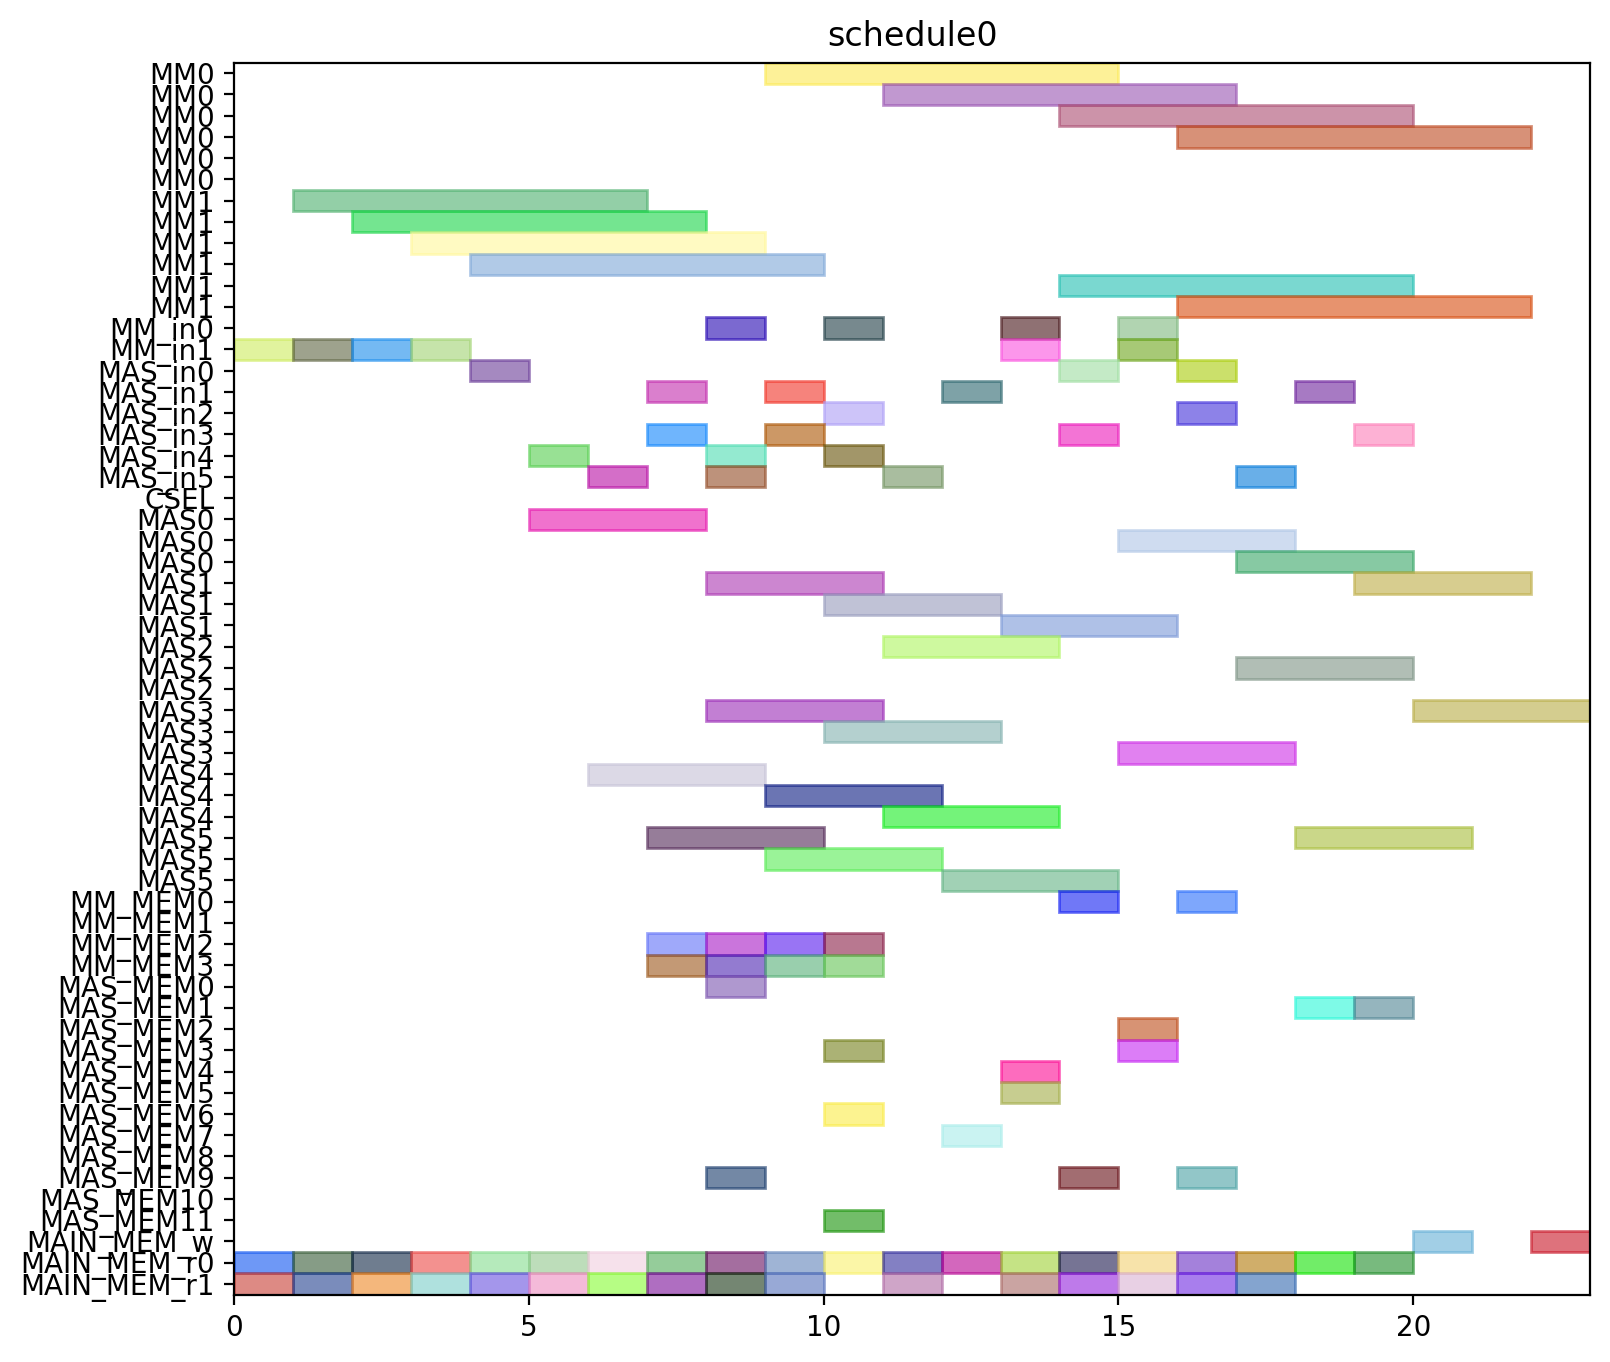 schedule0
MM0
MM0
MM0
MM0
MM0
MM0
MM1
MM1
MM1
MM1
MM1
MM1
MM_in0
MM_in1
MAS_in0
MAS_in1
MAS_in2
MAS_in3
MAS_in4
MAS_in5
CSEL
MAS0
MAS0
MAS0
MAS1
MAS1
MAS1
MAS2
MAS2
MAS2
MAS3
MAS3
MAS3
MAS4
MAS4
MAS4
MAS5
MAS5
MAS5
MM_MEM0
MM_MEM1
MM_MEM2
MM_MEM3
MAS_MEM0
MAS_MEM1
MAS_MEM2
MAS_MEM3
MAS_MEM4
MAS_MEM5
MAS_MEM6
MAS_MEM7
MAS_MEM8
MAS_MEM9
MAS_MEM10
MAS_MEM11
MAIN_MEM_w
MAIN_MEM_r0
MAIN_MEM_r1
0 5 10 15 20